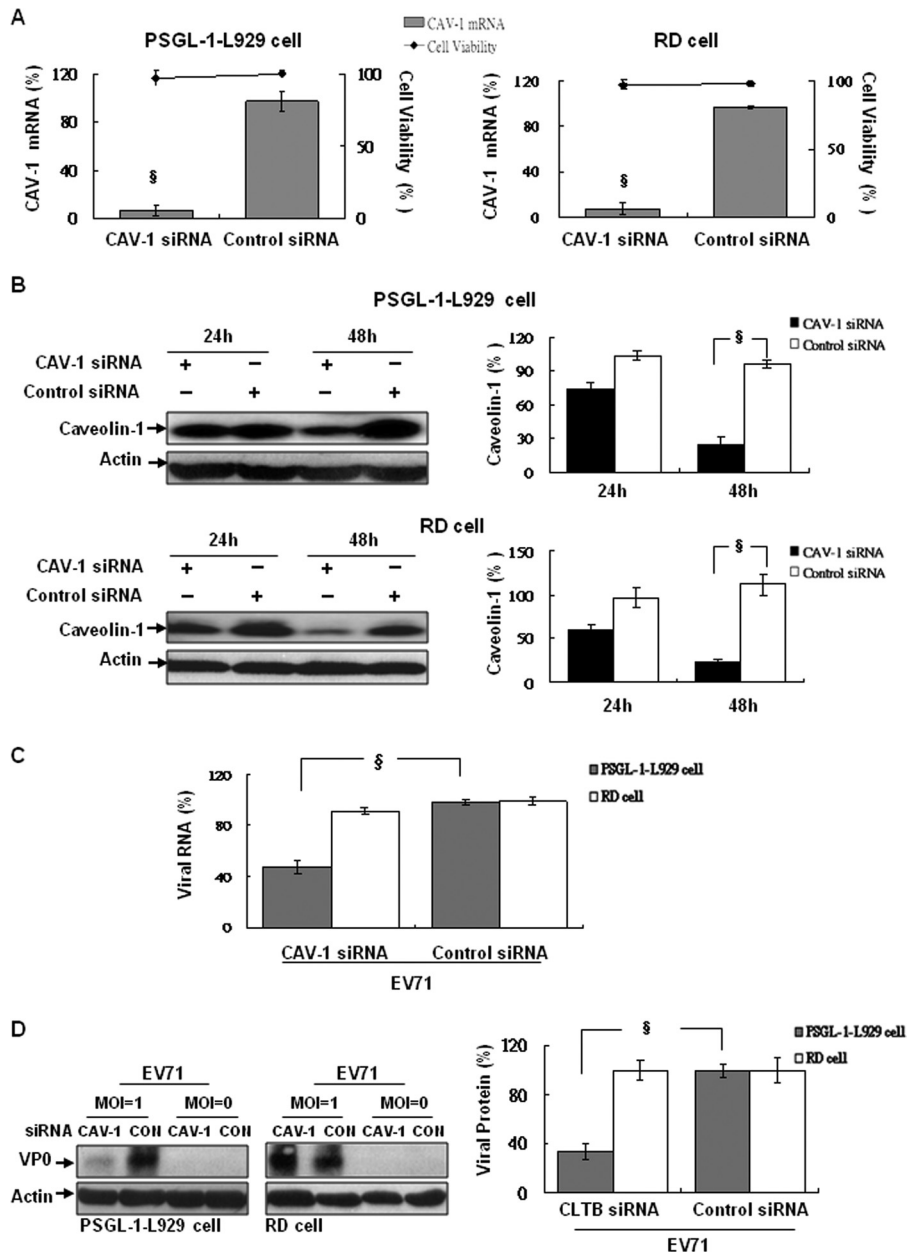 A
PSGL-1-L929 cell
CAV-1 mRNA
Cell Viability
RD cell
CAV-1 mRNA (%)
120
80
40
0
100
50
0
Cell Viability (%)
§
CAV-1 siRNA Control siRNA
CAV-1 mRNA (%)
120
80
40
0
100
50
0
Cell Viability (%)
§
CAV-1 siRNA Control siRNA
B
PSGL-1-L929 cell
24h 48h
CAV-1 siRNA + − + −
Control siRNA − + − +
Caveolin-1
Actin
Caveolin-1 (%)
120
90
60
30
0
§
CAV-1 siRNA
Control siRNA
24h 48h
RD cell
24h 48h
CAV-1 siRNA + − + −
Control siRNA − + − +
Caveolin-1
Actin
Caveolin-1 (%)
150
100
50
0
§
CAV-1 siRNA
Control siRNA
24h 48h
C
Viral RNA (%)
120
80
40
0
§
PSGL-1-L929 cell
RD cell
CAV-1 siRNA Control siRNA
EV71
D
EV71 EV71
MOI=1 MOI=0 MOI=1 MOI=0
siRNA CAV-1 CON CAV-1 CON CAV-1 CON CAV-1 CON
VP0
Actin
PSGL-1-L929 cell RD cell
Viral Protein (%)
120
80
40
0
§
PSGL-1-L929 cell
RD cell
CLTB siRNA Control siRNA
EV71